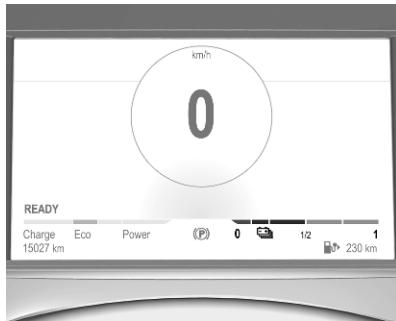 km/h
0
READY
Charge Eco Power (P) 0 1/2 1
15027 km 230 km